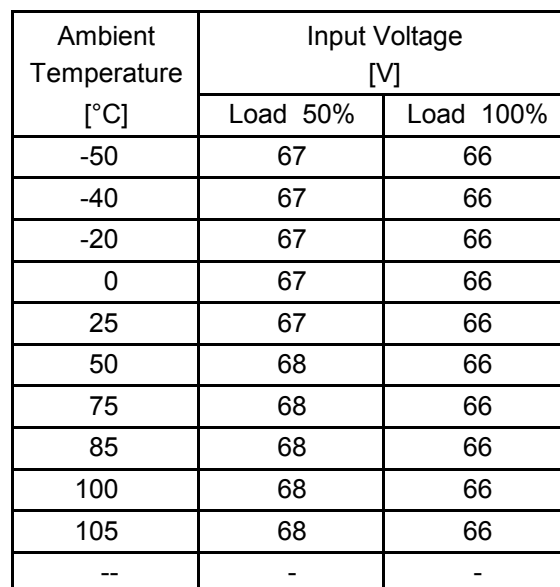 Ambient Temperature [°C] Input Voltage [V]
Load 50% Load 100%
-50 67 66
-40 67 66
-20 67 66
0 67 66
25 67 66
50 68 66
75 68 66
85 68 66
100 68 66
105 68 66
-- - -